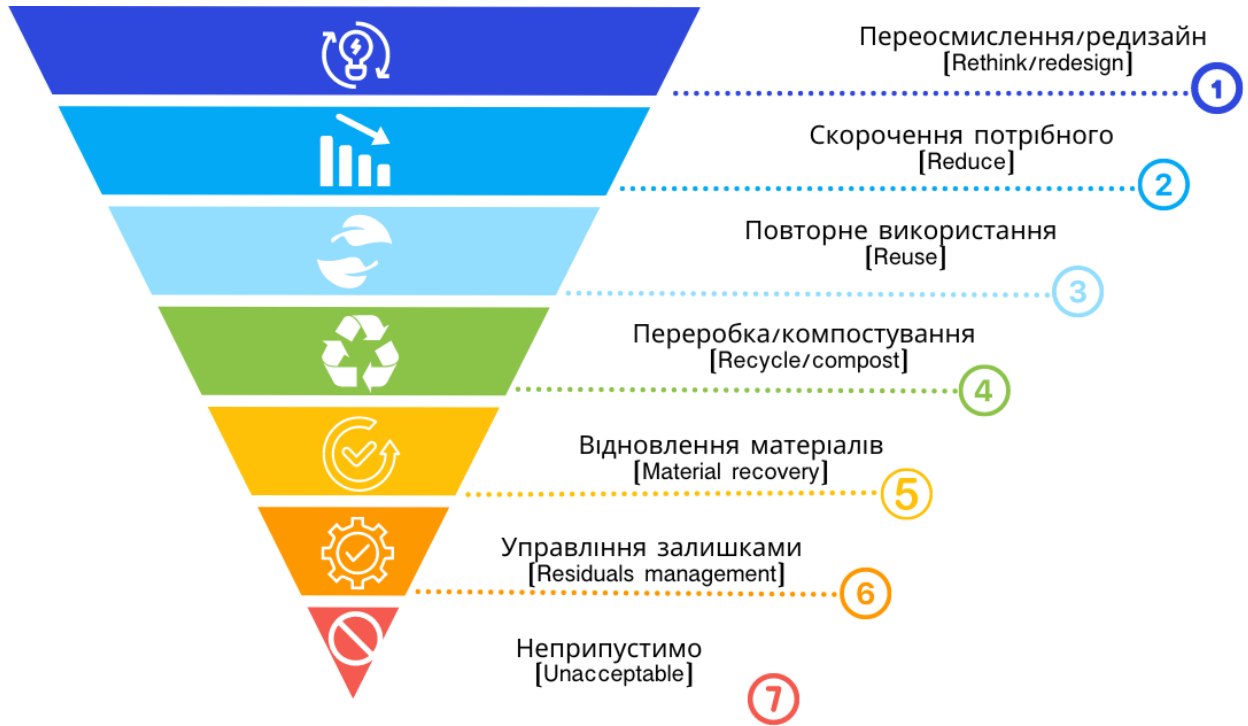 Переосмислення/редизайн
[Rethink/redesign]
1
Скорочення потрібного
[Reduce]
2
Повторне використання
[Reuse]
3
Переробка/компостування
[Recycle/compost]
4
Відновлення матеріалів
[Material recovery]
5
Управління залишками
[Residuals management]
6
Неприпустимо
[Unacceptable]
7